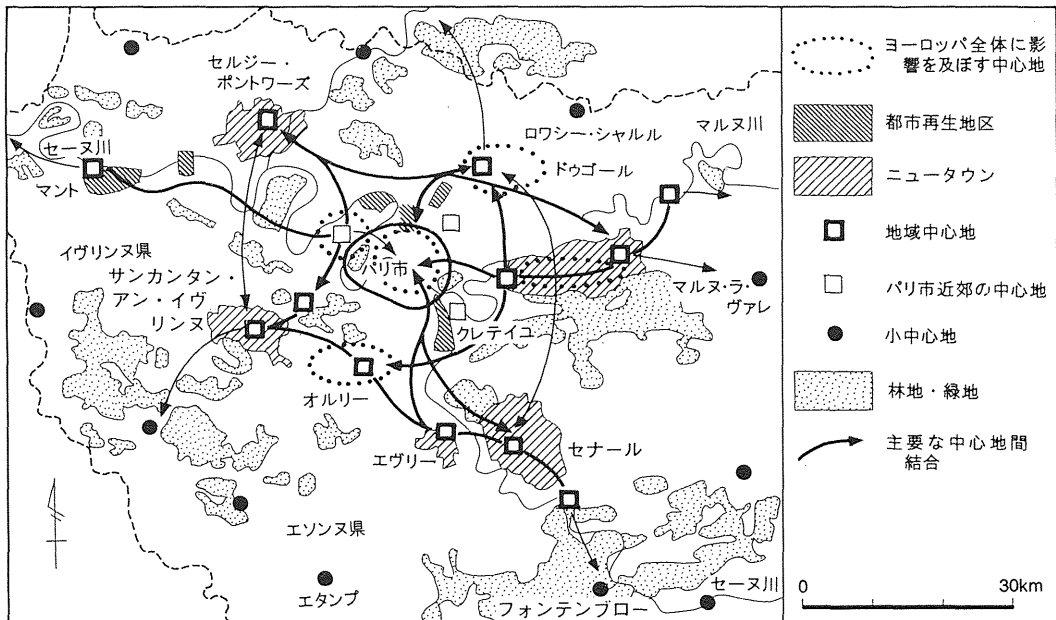 セルジー・
ポントワーズ
ロワシー・シャルル
ドゥゴール
マルヌ川
セーヌ川
マント
イヴリンヌ県
サンカンタン・
アン・イヴ
リンヌ
パリ市
マルヌ・ラ・
ヴァレ
クレテイユ
オルリー
エヴリー
セナール
エソンヌ県
エタンプ
フォンテンブロー
セーヌ川
ヨーロッパ全体に影
響を及ぼす中心地
都市再生地区
ニュータウン
地域中心地
パリ市近郊の中心地
小中心地
林地・緑地
主要な中心地間
結合
0 30km